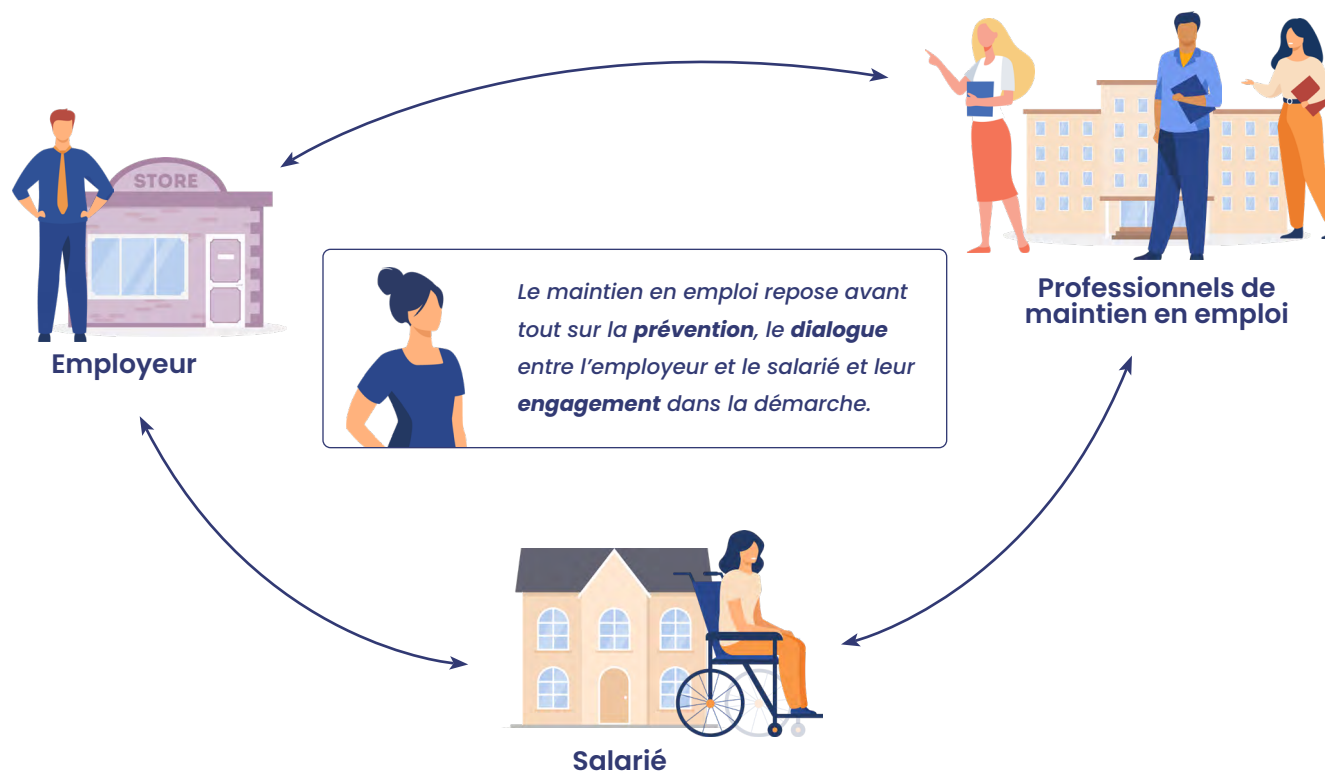 STORE
Employeur
Professionnels de
maintien en emploi
Le maintien en emploi repose avant
tout sur la prévention, le dialogue
entre l’employeur et le salarié et leur
engagement dans la démarche.
Salarié